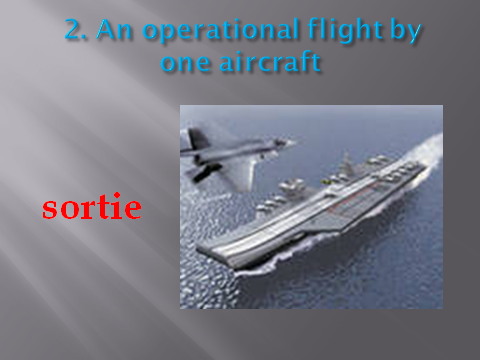 2. An operational flight by
one aircraft
sortie